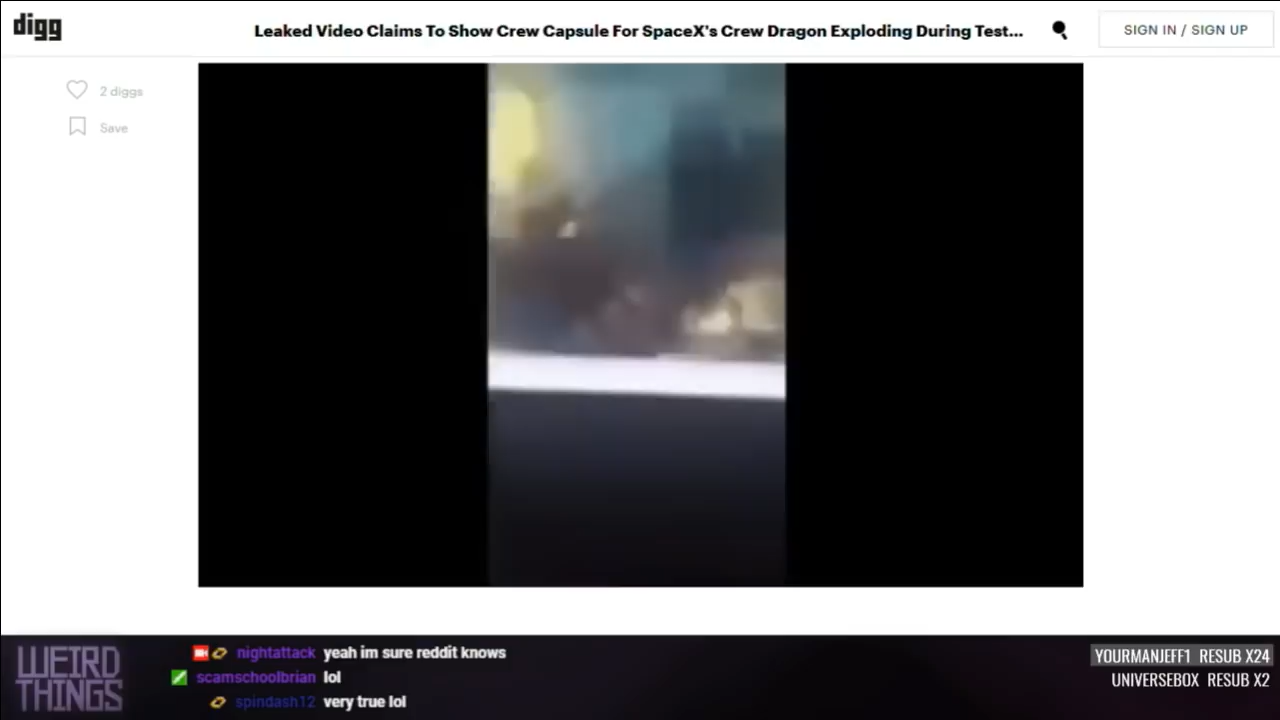 digg
Leaked Video Claims To Show Crew Capsule For SpaceX's Crew Dragon Exploding During Test...
SIGN IN / SIGN UP
2 diggs
Save
WEIRD
THINGS
nightattack yeah im sure reddit knows
scamschoolbrian lol
spindash12 very true lol
YOURMANJEFF1 RESUB X24
UNIVERSEBOX RESUB X2